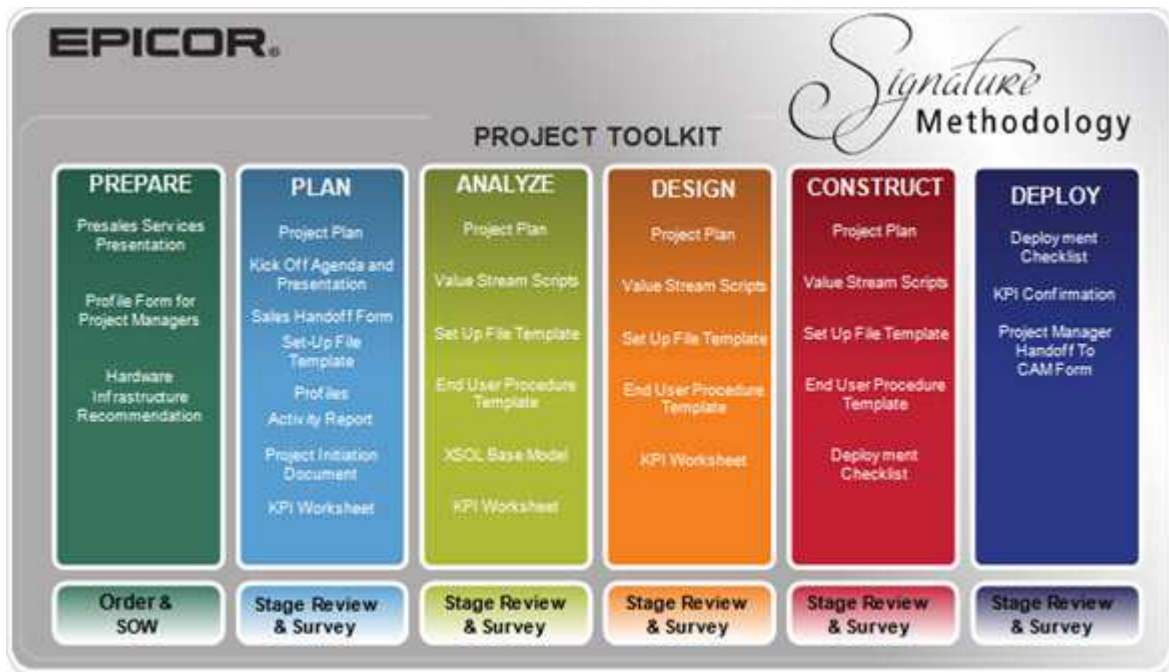 EPICOR®
Signature
Methodology
PROJECT TOOLKIT
PREPARE
Presales Services
Presentation
Profile Form for
Project Managers
Hardware
Infrastructure
Recommendation
Order &
SOW
PLAN
Project Plan
Kick Off Agenda and
Presentation
Sales Handoff Form
Set-Up File
Template
Profiles
Activity Report
Project Initiation
Document
KPI Worksheet
Stage Review
& Survey
ANALYZE
Project Plan
Value Stream Scripts
Set Up File Template
End User Procedure
Template
XSOL Base Model
KPI Worksheet
Stage Review
& Survey
DESIGN
Project Plan
Value Stream Scripts
Set Up File Template
End User Procedure
Template
KPI Worksheet
Stage Review
& Survey
CONSTRUCT
Project Plan
Value Stream Scripts
Set Up File Template
End User Procedure
Template
Deployment
Checklist
Stage Review
& Survey
DEPLOY
Deployment
Checklist
KPI Confirmation
Project Manager
Handoff To
CAM Form
Stage Review
& Survey